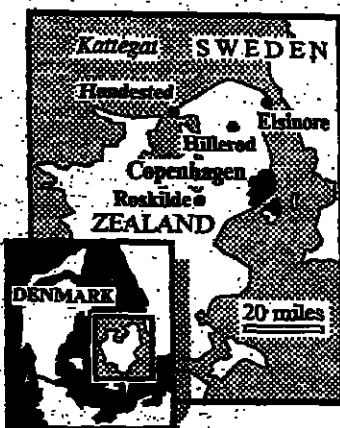 Kattegat SWEDEN
Hundested
Elsinore
Hillerød
Copenhagen
Roskilde
ZEALAND
DENMARK
20 miles